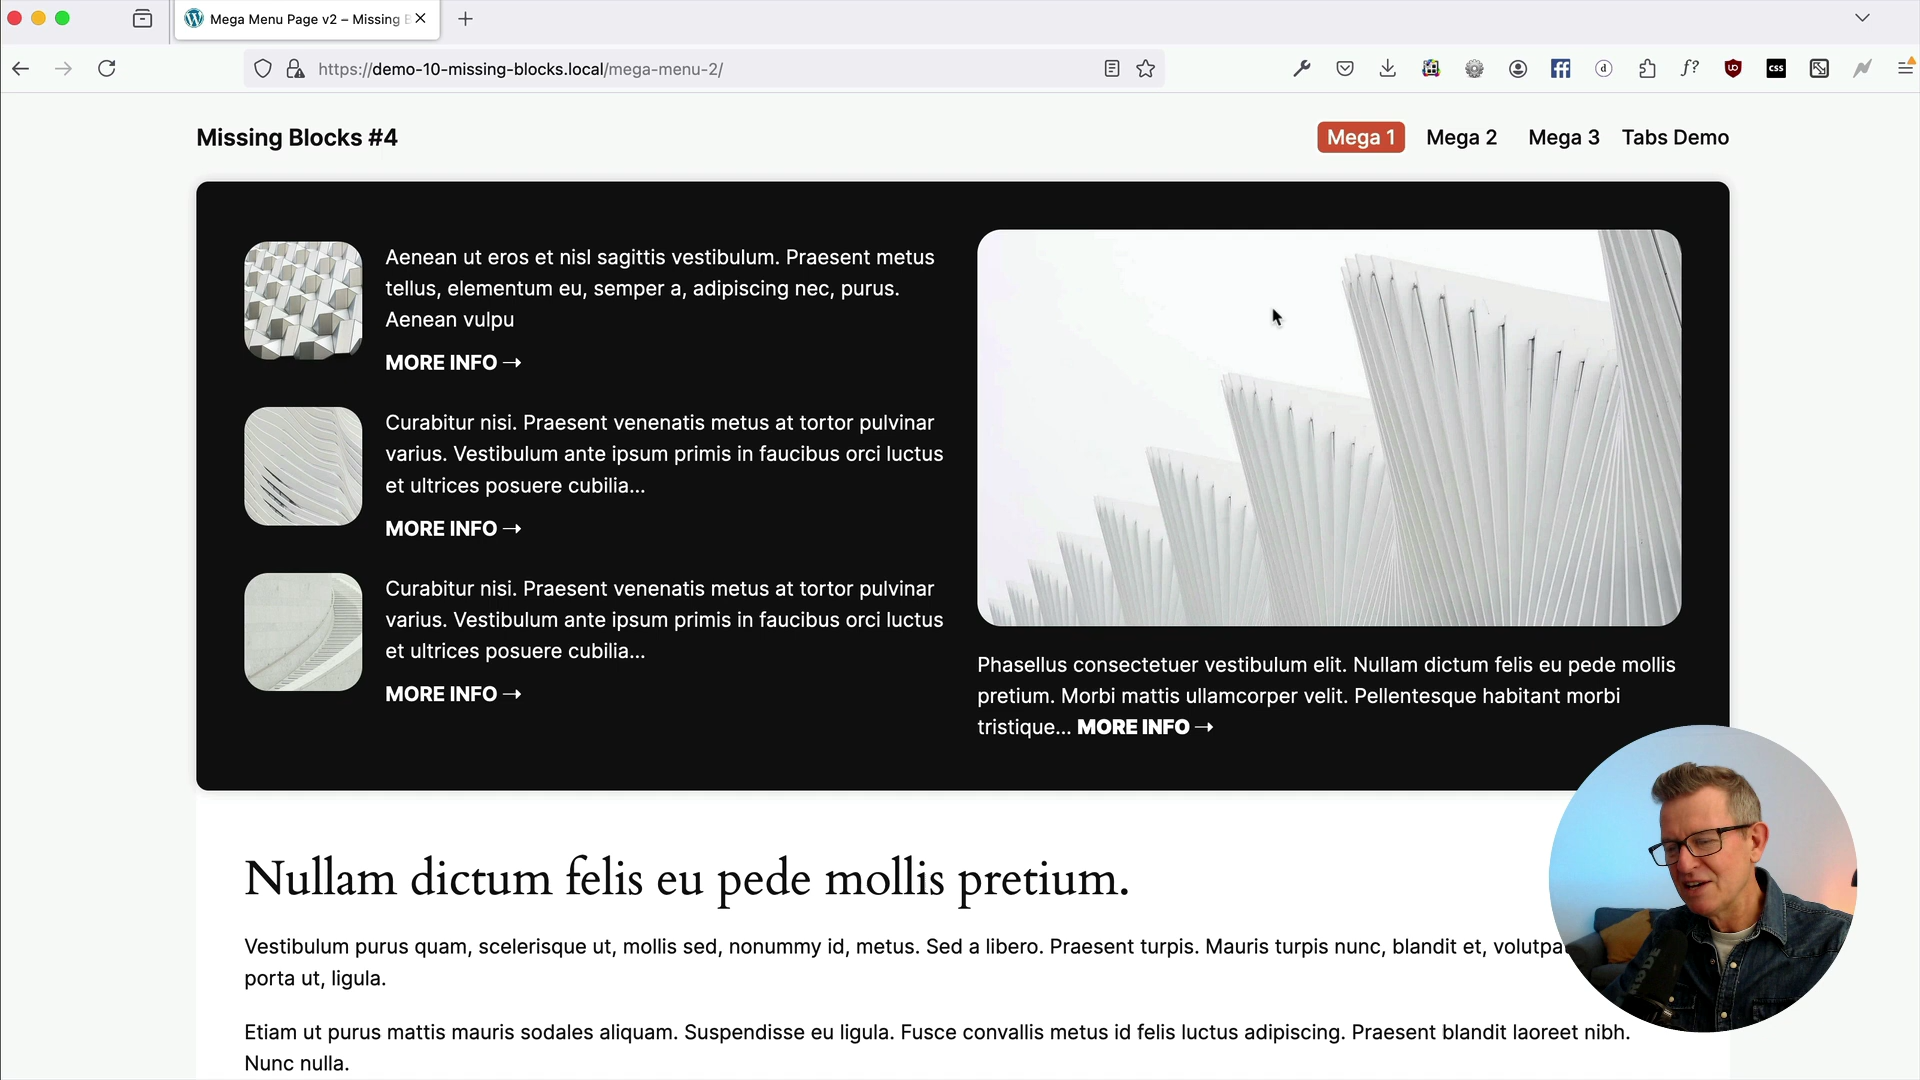 Mega Menu Page v2 – Missing B
https://demo-10-missing-blocks.local/mega-menu-2/
Missing Blocks #4
Mega 1
Mega 2
Mega 3
Tabs Demo
Aenean ut eros et nisl sagittis vestibulum. Praesent metus
tellus, elementum eu, semper a, adipiscing nec, purus.
Aenean vulpu
MORE INFO →
Curabitur nisi. Praesent venenatis metus at tortor pulvinar
varius. Vestibulum ante ipsum primis in faucibus orci luctus
et ultrices posuere cubilia...
MORE INFO →
Curabitur nisi. Praesent venenatis metus at tortor pulvinar
varius. Vestibulum ante ipsum primis in faucibus orci luctus
et ultrices posuere cubilia...
MORE INFO →
Phasellus consectetuer vestibulum elit. Nullam dictum felis eu pede mollis
pretium. Morbi mattis ullamcorper velit. Pellentesque habitant morbi
tristique... MORE INFO →
Nullam dictum felis eu pede mollis pretium.
Vestibulum purus quam, scelerisque ut, mollis sed, nonummy id, metus. Sed a libero. Praesent turpis. Mauris turpis nunc, blandit et, volutpa
porta ut, ligula.
Etiam ut purus mattis mauris sodales aliquam. Suspendisse eu ligula. Fusce convallis metus id felis luctus adipiscing. Praesent blandit laoreet nibh.
Nunc nulla.
RODE